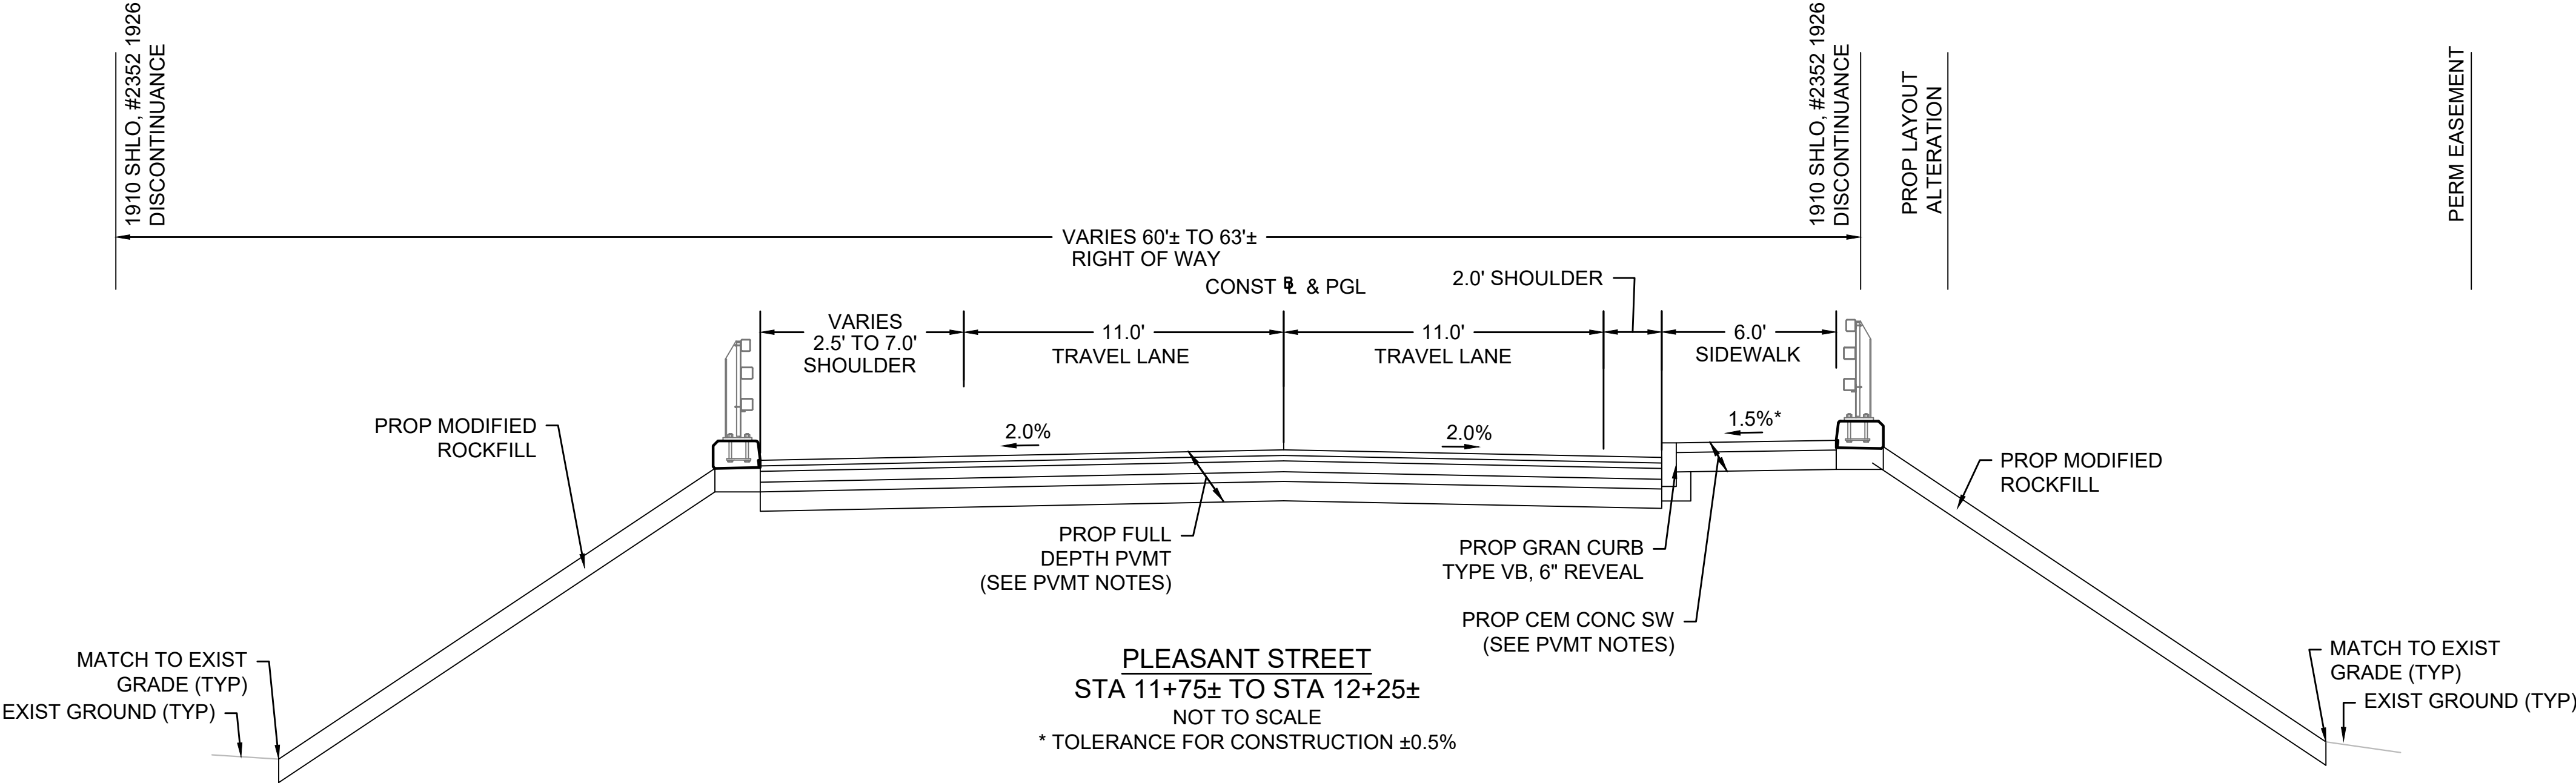 1910 SHLO, #2352 1926
DISCONTINUANCE
1910 SHLO, #2352 1926
DISCONTINUANCE
PROP LAYOUT
ALTERATION
PERM EASEMENT
VARIES 60'± TO 63'±
RIGHT OF WAY
CONST BL & PGL
2.0' SHOULDER
VARIES
2.5' TO 7.0'
SHOULDER
11.0'
TRAVEL LANE
11.0'
TRAVEL LANE
6.0'
SIDEWALK
PROP MODIFIED
ROCKFILL
2.0%
2.0%
1.5%*
PROP MODIFIED
ROCKFILL
PROP FULL
DEPTH PVMT
(SEE PVMT NOTES)
PROP GRAN CURB
TYPE VB, 6" REVEAL
PROP CEM CONC SW
(SEE PVMT NOTES)
MATCH TO EXIST
GRADE (TYP)
EXIST GROUND (TYP)
MATCH TO EXIST
GRADE (TYP)
EXIST GROUND (TYP)
PLEASANT STREET
STA 11+75± TO STA 12+25±
NOT TO SCALE
* TOLERANCE FOR CONSTRUCTION ±0.5%